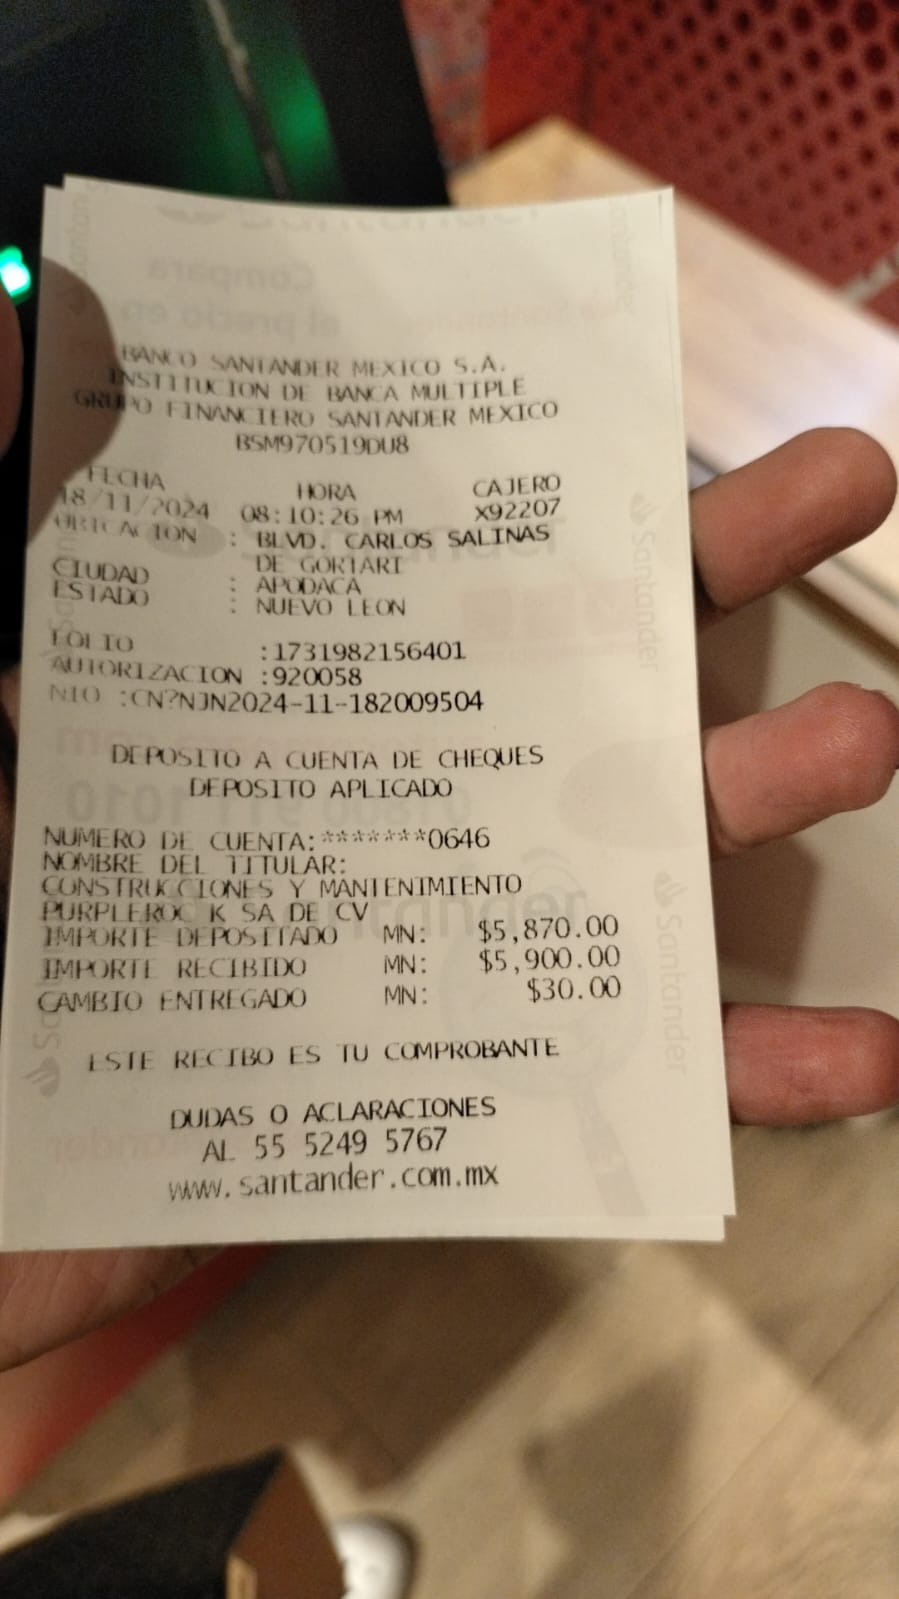 BANCO SANTANDER MEXICO S.A.
INSTITUCION DE BANCA MULTIPLE
GRUPO FINANCIERO SANTANDER MEXICO
BSM970519DU8
FECHA HORA CAJERO
18/11/2024 08:10:26 PM X92207
UBICACION : BLVD. CARLOS SALINAS
DE GORTARI
CIUDAD : APODACA
ESTADO : NUEVO LEON
FOLIO :1731982156401
AUTORIZACION :920058
NIO :CN?NJN2024-11-182009504
DEPOSITO A CUENTA DE CHEQUES
DEPOSITO APLICADO
NUMERO DE CUENTA:*******0646
NOMBRE DEL TITULAR:
CONSTRUCCIONES Y MANTENIMIENTO
PURPLEROC K SA DE CV
IMPORTE DEPOSITADO MN: $5,870.00
IMPORTE RECIBIDO MN: $5,900.00
CAMBIO ENTREGADO MN: $30.00
ESTE RECIBO ES TU COMPROBANTE
DUDAS O ACLARACIONES
AL 55 5249 5767
www.santander.com.mx
Santander
Santander
Santander